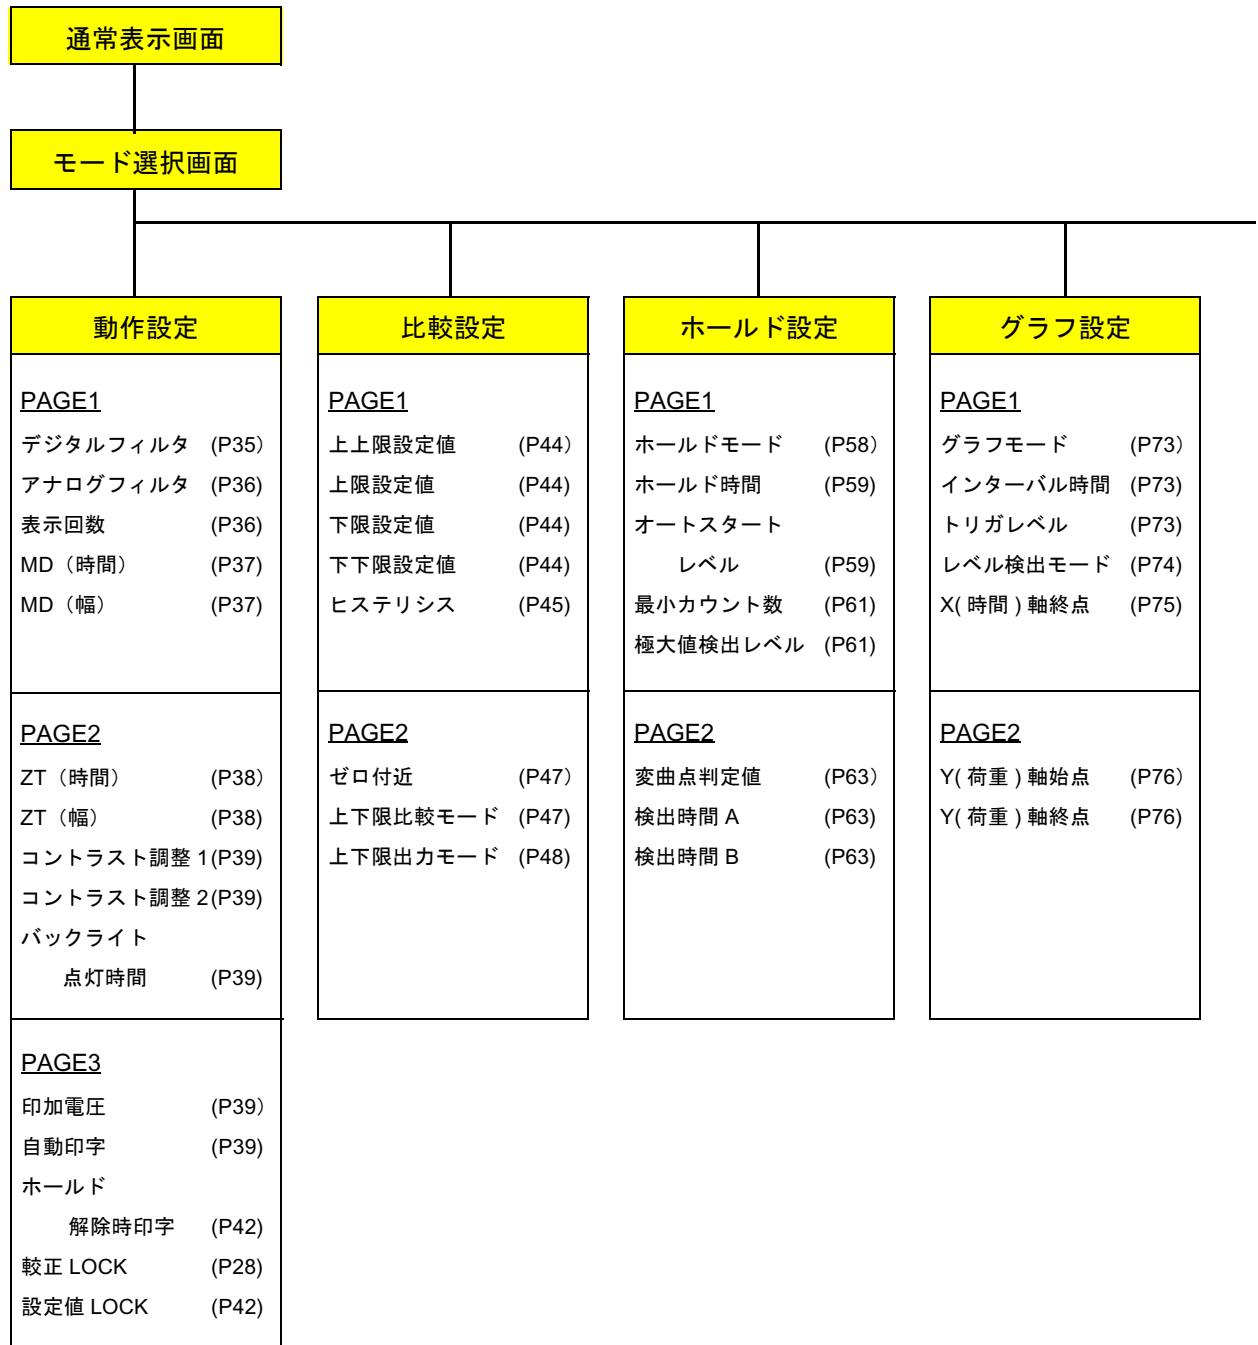 通常表示画面
モード選択画面
動作設定
PAGE1
デジタルフィルタ (P35）
アナログフィルタ (P36)
表示回数 (P36)
MD（時間） (P37)
MD（幅） (P37)
PAGE2
ZT（時間） (P38）
ZT（幅） (P38)
コントラスト調整 1(P39)
コントラスト調整 2(P39)
バックライト
点灯時間 (P39)
PAGE3
印加電圧 (P39）
自動印字 (P39)
ホールド
解除時印字 (P42)
較正 LOCK (P28)
設定値 LOCK (P42)
比較設定
PAGE1
上上限設定値 (P44）
上限設定値 (P44)
下限設定値 (P44)
下下限設定値 (P44)
ヒステリシス (P45)
PAGE2
ゼロ付近 (P47）
上下限比較モード (P47)
上下限出力モード (P48)
ホールド設定
PAGE1
ホールドモード (P58）
ホールド時間 (P59)
オートスタート
レベル (P59)
最小カウント数 (P61)
極大値検出レベル (P61)
PAGE2
変曲点判定値 (P63）
検出時間 A (P63)
検出時間 B (P63)
グラフ設定
PAGE1
グラフモード (P73）
インターバル時間 (P73)
トリガレベル (P73)
レベル検出モード (P74)
X( 時間 ) 軸終点 (P75)
PAGE2
Y( 荷重 ) 軸始点 (P76）
Y( 荷重 ) 軸終点 (P76)